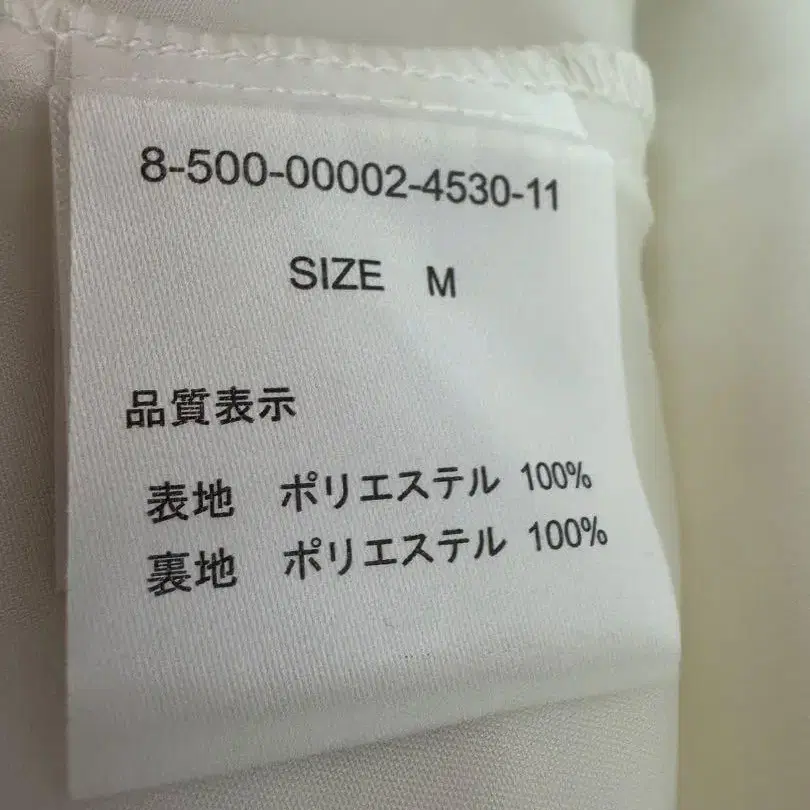 8-500-00002-4530-11
SIZE M
品質表示
表地 ポリエステル 100%
裏地 ポリエステル 100%